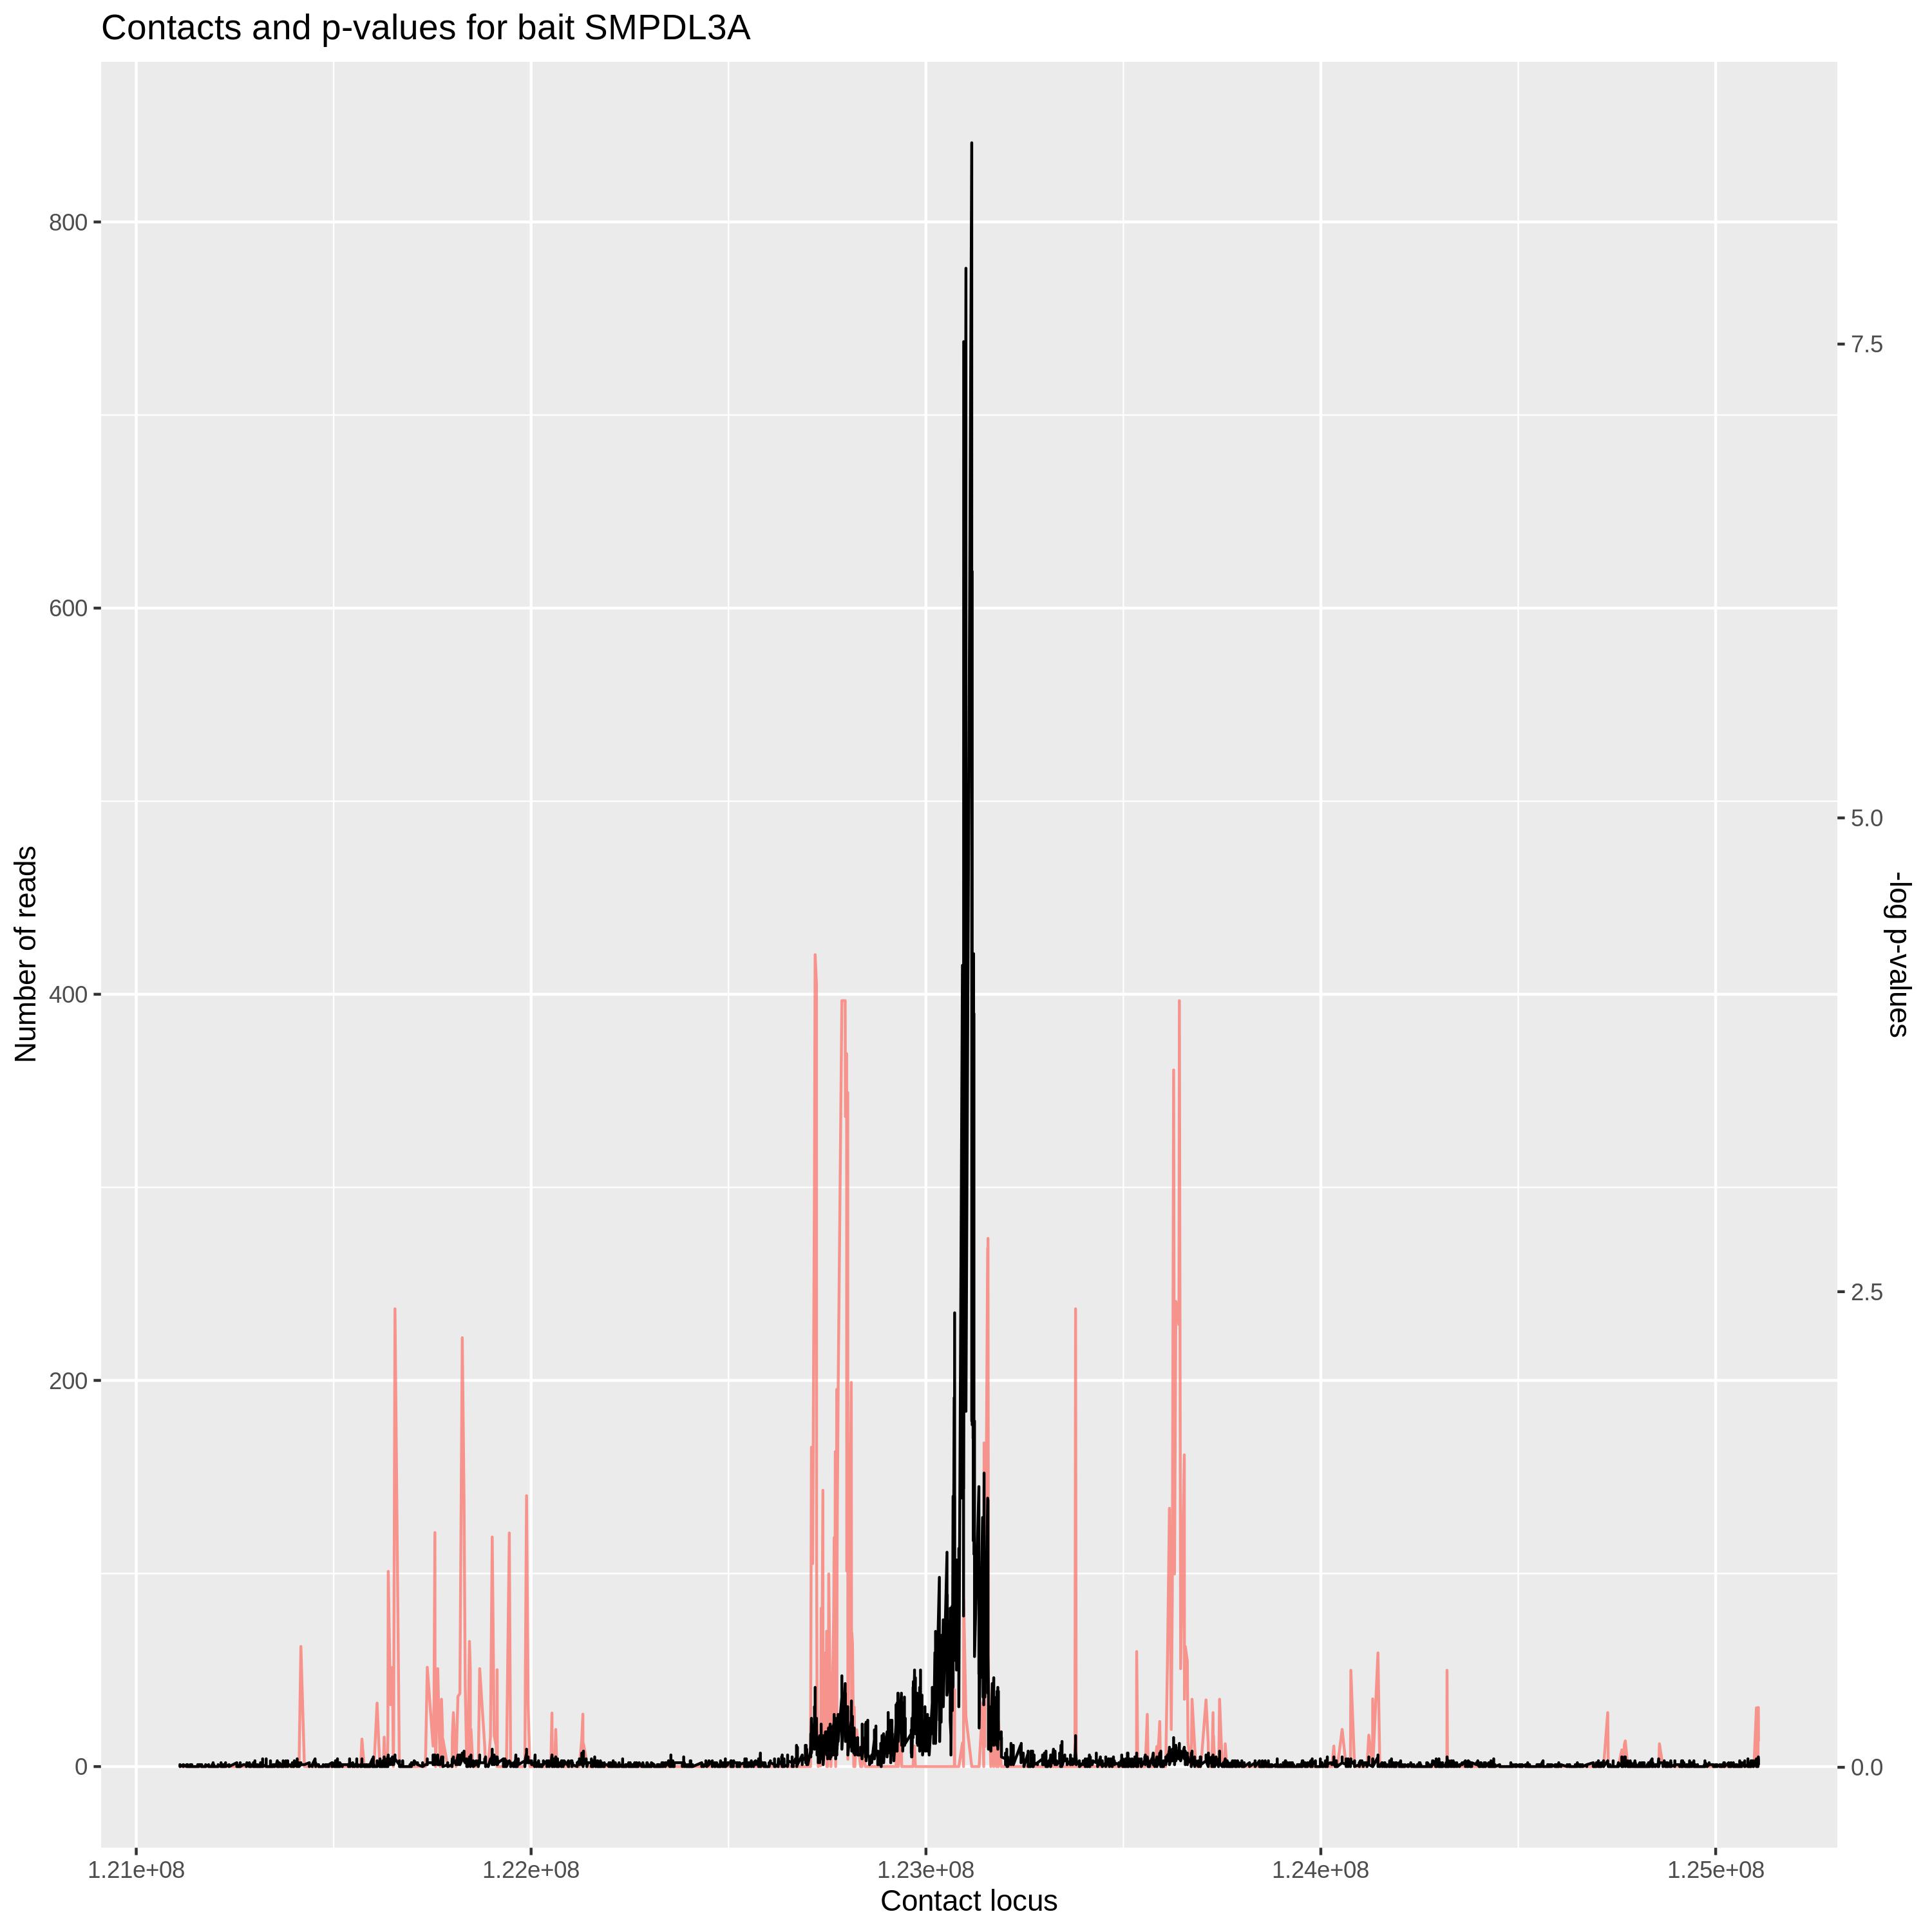 Contacts and p-values for bait SMPDL3A
800
600
400
200
0
Number of reads
7.5
5.0
2.5
0.0
-log p-values
1.21e+08
1.22e+08
1.23e+08
1.24e+08
1.25e+08
Contact locus